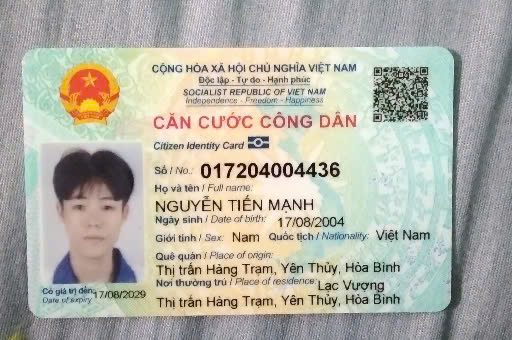 CỘNG HÒA XÃ HỘI CHỦ NGHĨA VIỆT NAM
Độc lập - Tự do - Hạnh phúc
SOCIALIST REPUBLIC OF VIET NAM
Independence - Freedom - Happiness
CĂN CƯỚC CÔNG DÂN
Citizen Identity Card
Số / No.: 017204004436
Họ và tên / Full name:
NGUYỄN TIẾN MẠNH
Ngày sinh / Date of birth: 17/08/2004
Giới tính / Sex: Nam Quốc tịch / Nationality: Việt Nam
Quê quán / Place of origin:
Thị trấn Hàng Trạm, Yên Thủy, Hòa Bình
Nơi thường trú / Place of residence: Lạc Vượng
Thị trấn Hàng Trạm, Yên Thủy, Hòa Bình
Có giá trị đến: 17/08/2029
Date of expiry